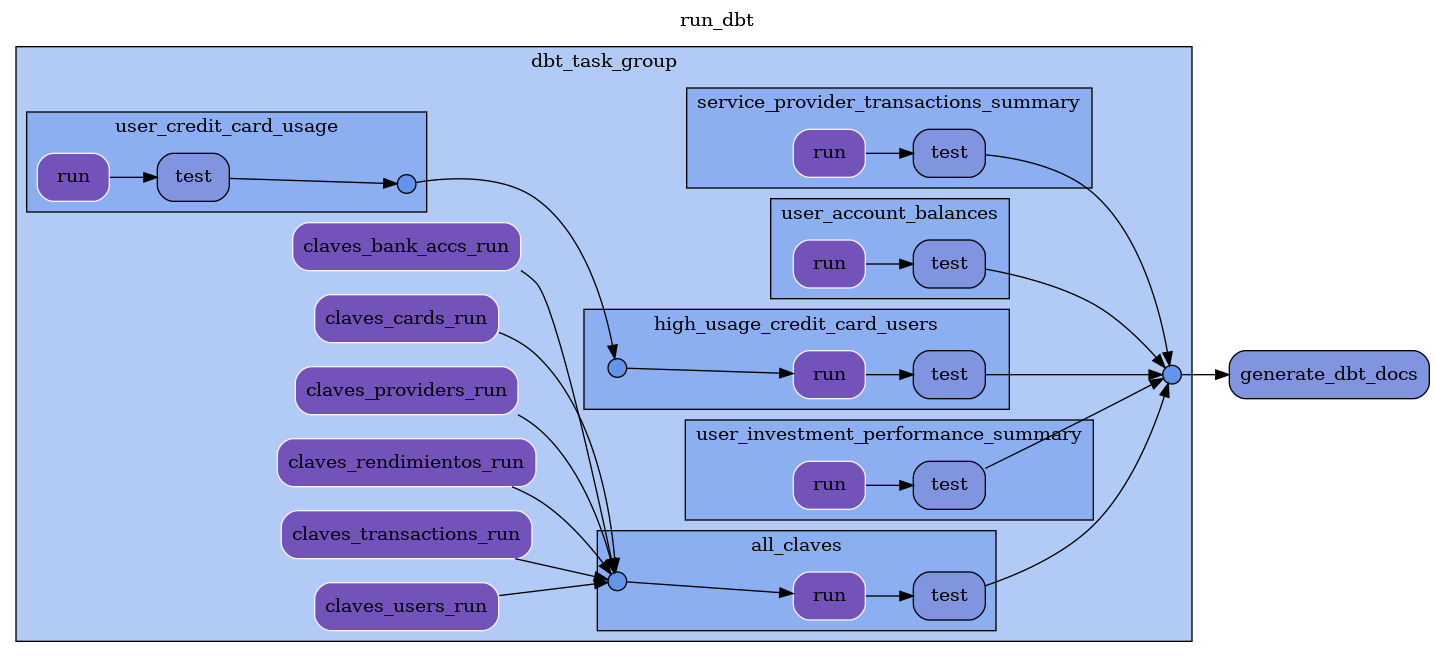 run_dbt
dbt_task_group
user_credit_card_usage
run
test
service_provider_transactions_summary
run
test
user_account_balances
run
test
claves_bank_accs_run
claves_cards_run
claves_providers_run
claves_rendimientos_run
claves_transactions_run
claves_users_run
high_usage_credit_card_users
run
test
user_investment_performance_summary
run
test
all_claves
run
test
generate_dbt_docs